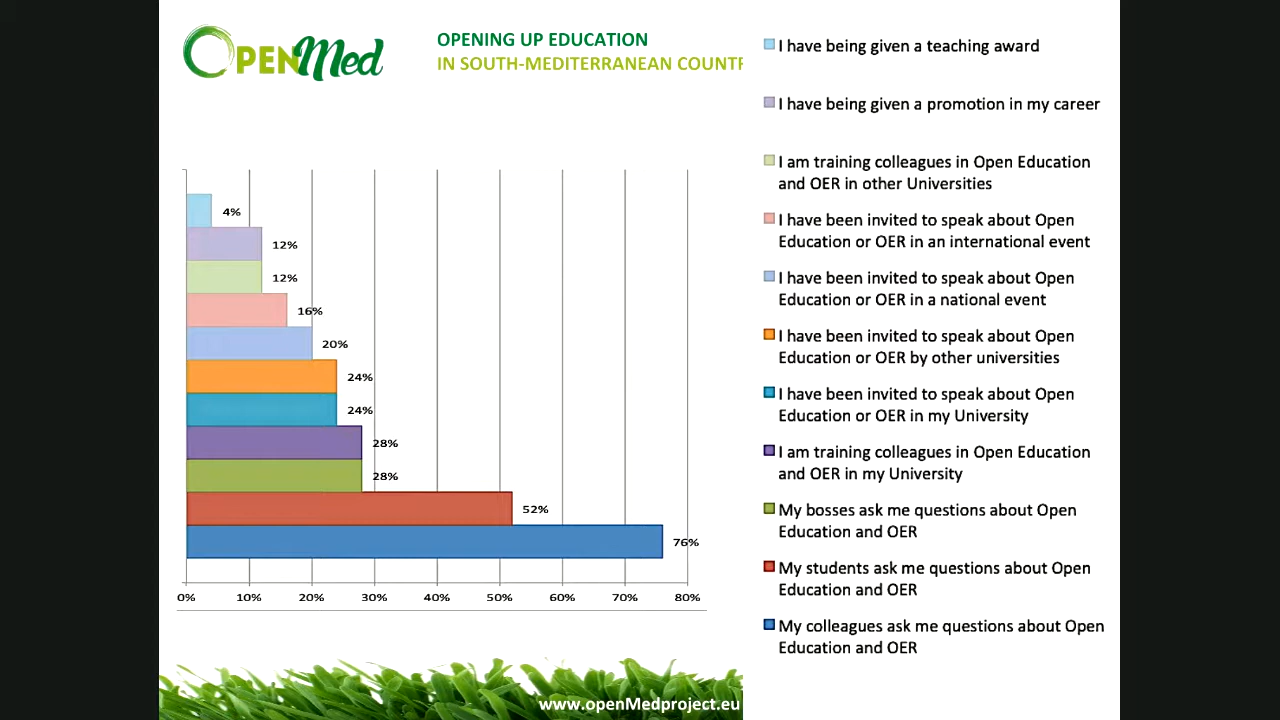 OPENMed
OPENING UP EDUCATION
IN SOUTH-MEDITERRANEAN COUNTR
4%
12%
12%
16%
20%
24%
24%
28%
28%
52%
76%
0% 10% 20% 30% 40% 50% 60% 70% 80%
I have being given a teaching award
I have being given a promotion in my career
I am training colleagues in Open Education
and OER in other Universities
I have been invited to speak about Open
Education or OER in an international event
I have been invited to speak about Open
Education or OER in a national event
I have been invited to speak about Open
Education or OER by other universities
I have been invited to speak about Open
Education or OER in my University
I am training colleagues in Open Education
and OER in my University
My bosses ask me questions about Open
Education and OER
My students ask me questions about Open
Education and OER
My colleagues ask me questions about Open
Education and OER
www.openMedproject.eu